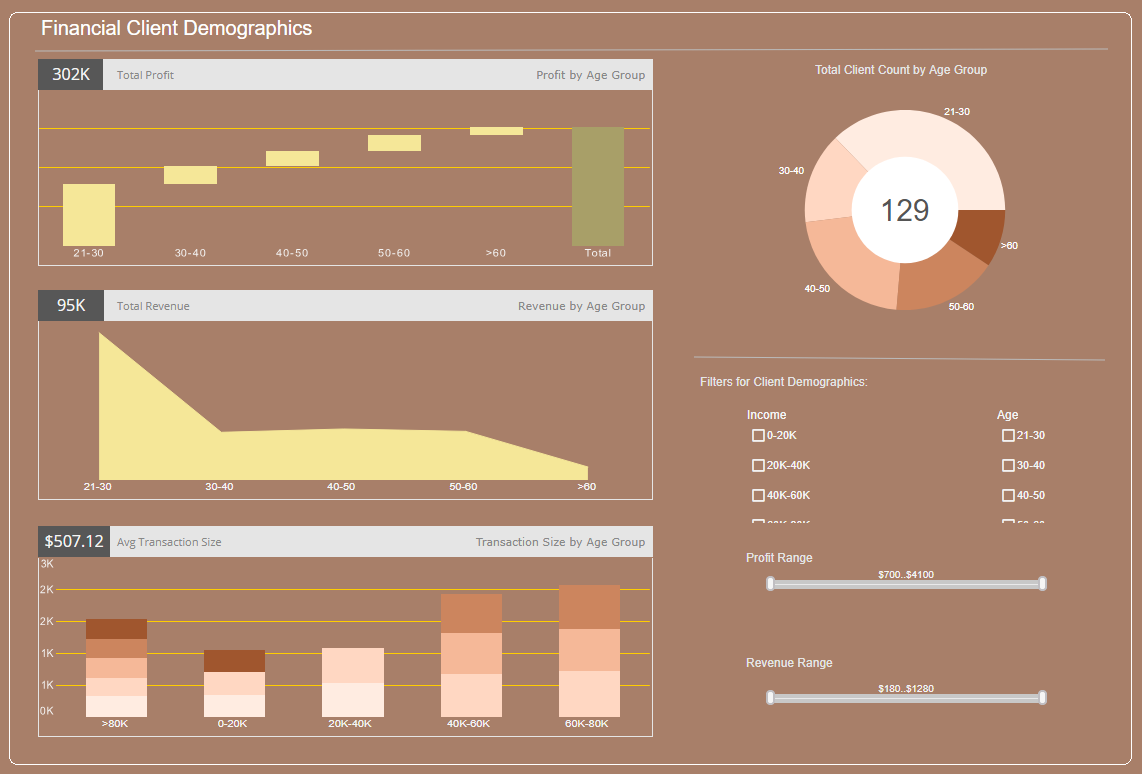 Financial Client Demographics
302K Total Profit Profit by Age Group
21-30 30-40 40-50 50-60 >60 Total
95K Total Revenue Revenue by Age Group
21-30 30-40 40-50 50-60 >60
$507.12 Avg Transaction Size Transaction Size by Age Group
3K
2K
2K
1K
1K
0K
>80K 0-20K 20K-40K 40K-60K 60K-80K
Total Client Count by Age Group
21-30
30-40
129
>60
40-50
50-60
Filters for Client Demographics:
Income Age
0-20K 21-30
20K-40K 30-40
40K-60K 40-50
Profit Range
$700..$4100
Revenue Range
$180..$1280